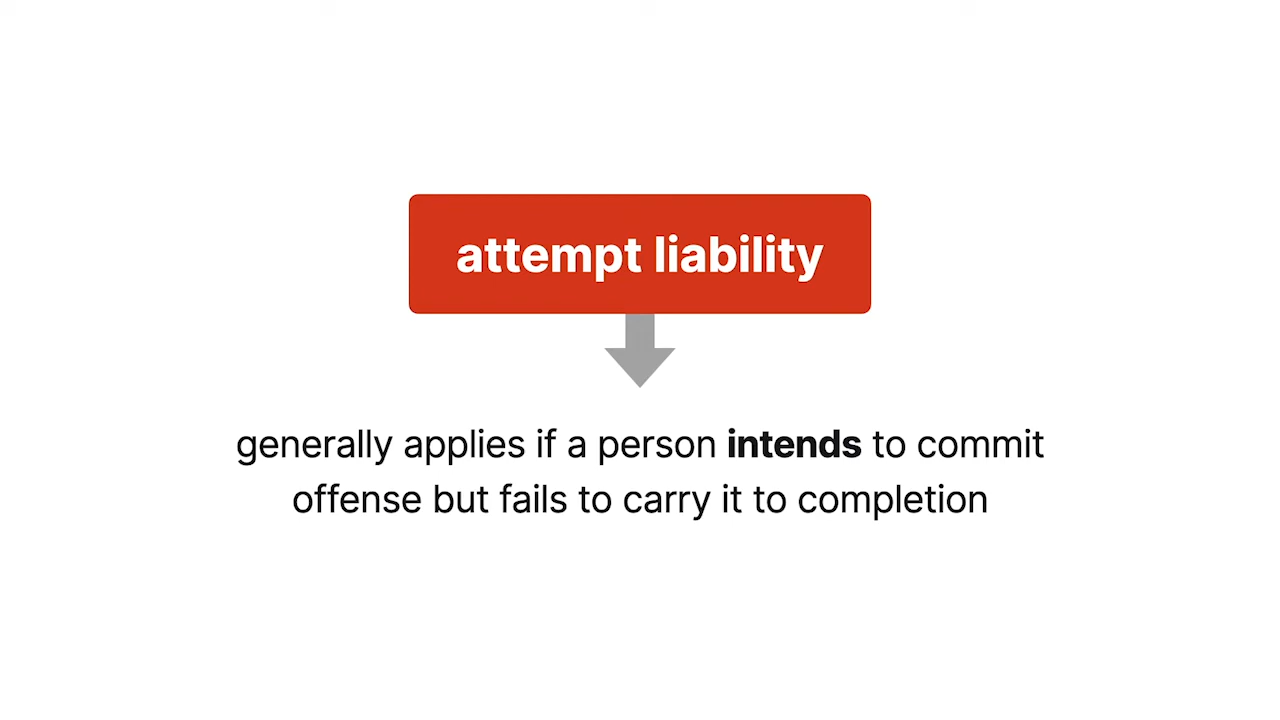 attempt liability
generally applies if a person intends to commit
offense but fails to carry it to completion